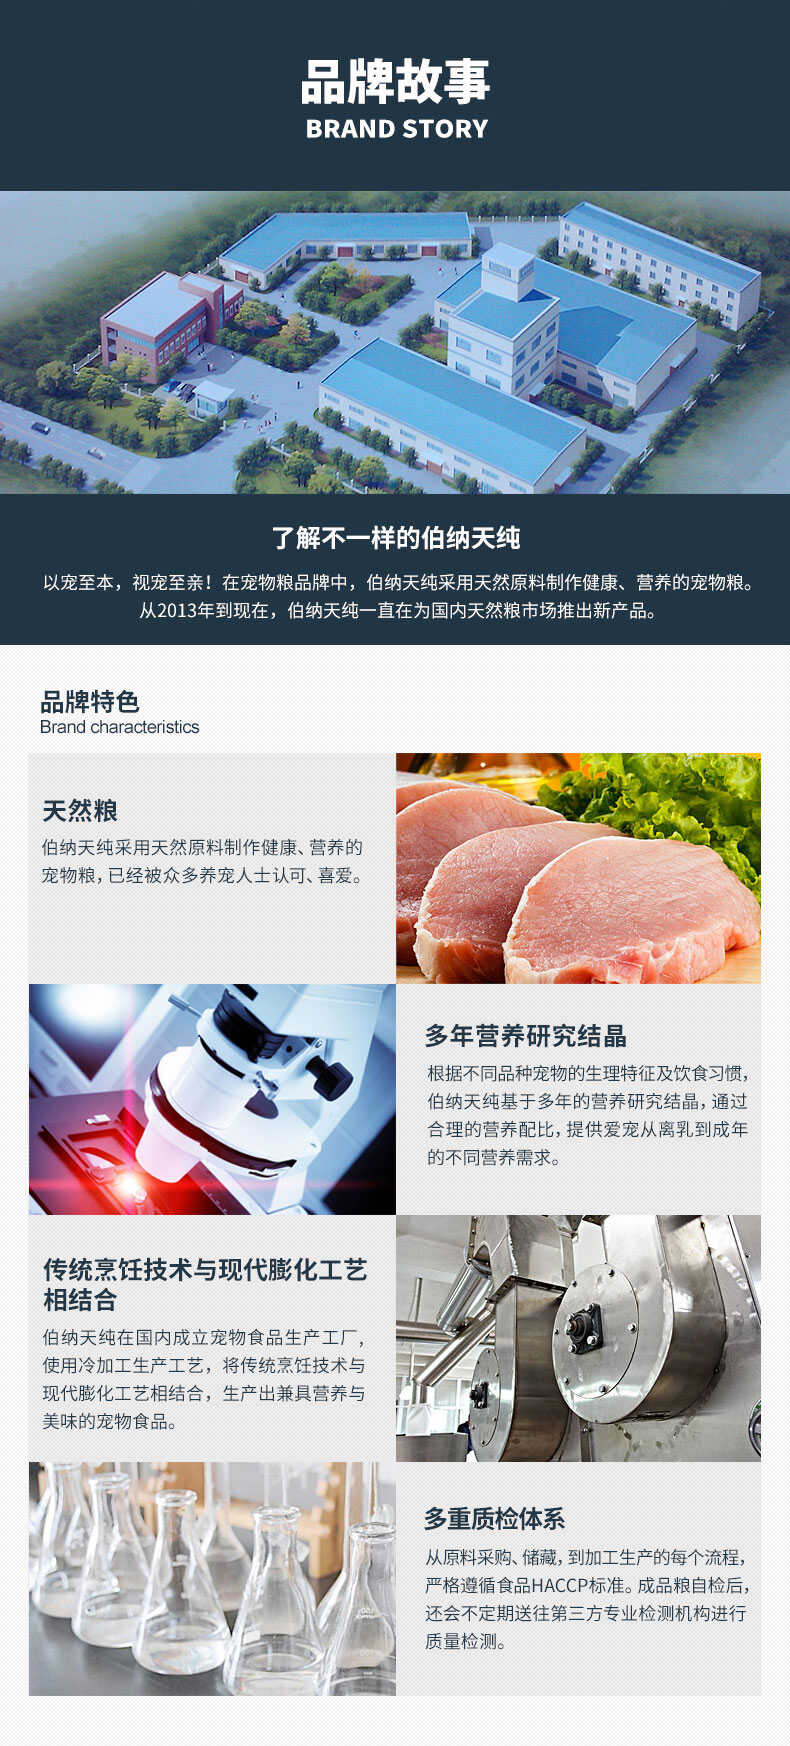 品牌故事
BRAND STORY
了解不一样的伯纳天纯
以宠至本，视宠至亲！在宠物粮品牌中，伯纳天纯采用天然原料制作健康、营养的宠物粮。
从2013年到现在，伯纳天纯一直在为国内天然粮市场推出新产品。
品牌特色
Brand characteristics
天然粮
伯纳天纯采用天然原料制作健康、营养的
宠物粮，已经被众多养宠人士认可、喜爱。
多年营养研究结晶
根据不同品种宠物的生理特征及饮食习惯，
伯纳天纯基于多年的营养研究结晶，通过
合理的营养配比，提供爱宠从离乳到成年
的不同营养需求。
传统烹饪技术与现代膨化工艺
相结合
伯纳天纯在国内成立宠物食品生产工厂，
使用冷加工生产工艺，将传统烹饪技术与
现代膨化工艺相结合，生产出兼具营养与
美味的宠物食品。
多重质检体系
从原料采购、储藏，到加工生产的每个流程，
严格遵循食品HACCP标准。成品粮自检后，
还会不定期送往第三方专业检测机构进行
质量检测。